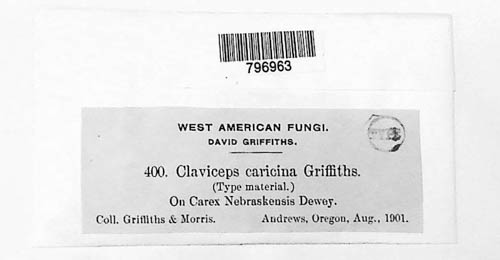 796963
WEST AMERICAN FUNGI.
DAVID GRIFFITHS.
TYPE
400. Claviceps caricina Griffiths.
(Type material.)
On Carex Nebraskensis Dewey.
Coll. Griffiths & Morris. Andrews, Oregon, Aug., 1901.